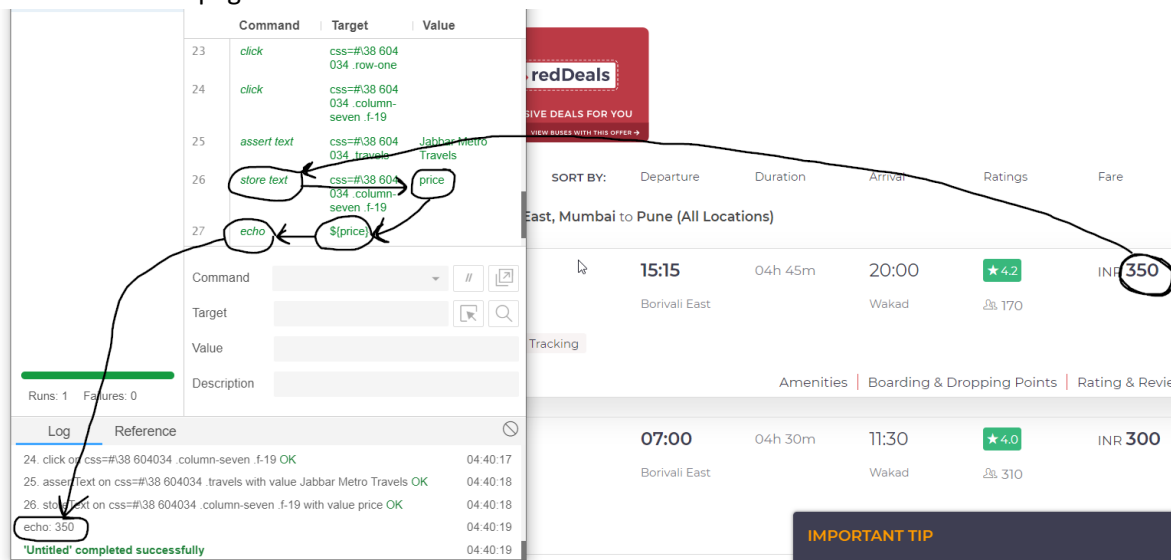 Command Target Value
23 click css=#\38 604
034 .row-one
24 click css=#\38 604
034 .column-
seven .f-19
25 assert text css=#\38 604 Jabbar Metro
034 .travels Travels
26 store text css=#\38 604 price
034 .column-
seven .f-19
27 echo ${price}
Command
//
Target
Value
Description
Runs: 1 Failures: 0
Log Reference
24. click on css=#\38 604034 .column-seven .f-19 OK 04:40:17
25. assertText on css=#\38 604034 .travels with value Jabbar Metro Travels OK 04:40:18
26. storeText on css=#\38 604034 .column-seven .f-19 with value price OK 04:40:18
echo: 350 04:40:19
'Untitled' completed successfully 04:40:19
redDeals
SIVE DEALS FOR YOU
VIEW BUSES WITH THIS OFFER →
SORT BY: Departure Duration Arrival Ratings Fare
East, Mumbai to Pune (All Locations)
15:15 04h 45m 20:00 ★4.2 INR 350
Borivali East Wakad 170
Tracking
Amenities | Boarding & Dropping Points | Rating & Revie
07:00 04h 30m 11:30 ★4.0 INR 300
Borivali East Wakad 310
IMPORTANT TIP